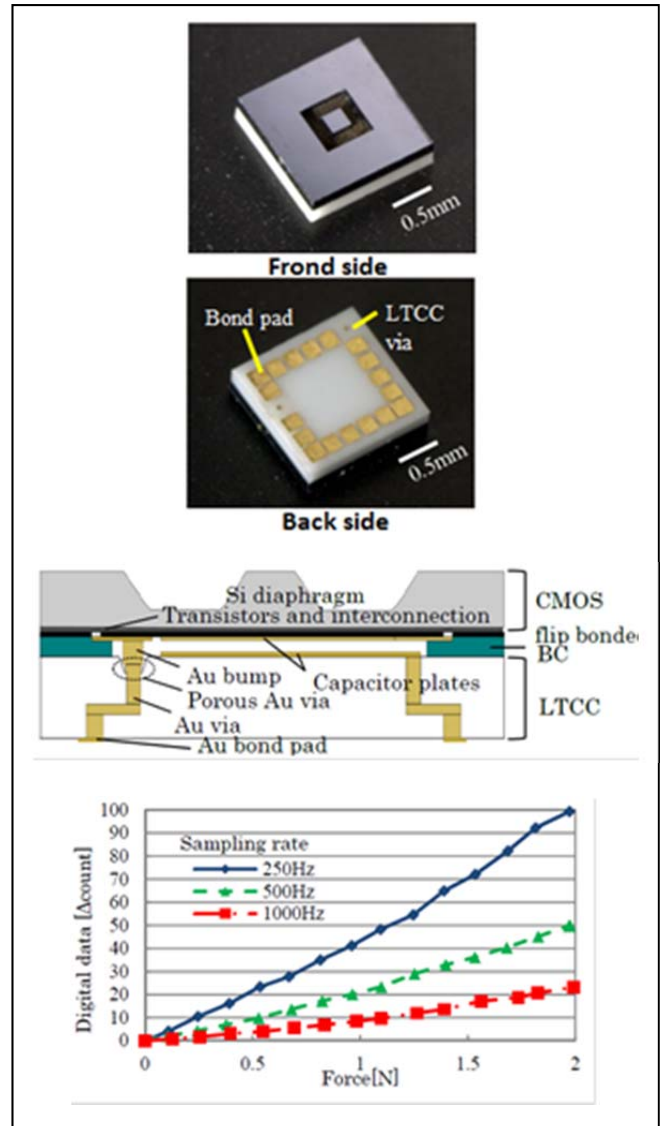 0.5mm
Frond side
Bond pad
LTCC
via
0.5mm
Back side
Si diaphragm
Transistors and interconnection
CMOS
flip bonde
BC
Au bump
Capacitor plates
Porous Au via
LTCC
Au via
Au bond pad
100
90
80
70
60
50
40
30
20
10
0
Digital data [Δcount]
Sampling rate
250Hz
500Hz
1000Hz
0 0.5 1 1.5 2
Force[N]